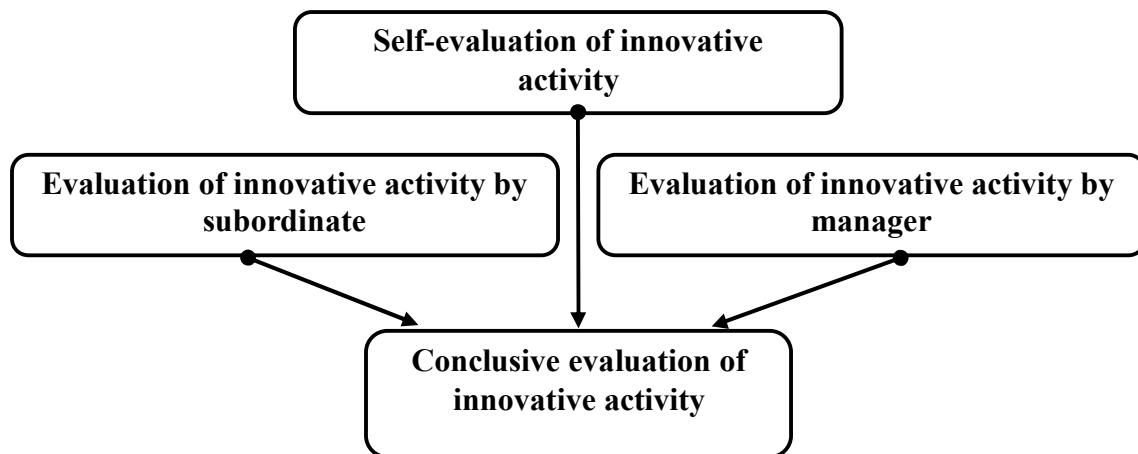 Self-evaluation of innovative
activity
Evaluation of innovative activity by
subordinate
Evaluation of innovative activity by
manager
Conclusive evaluation of
innovative activity